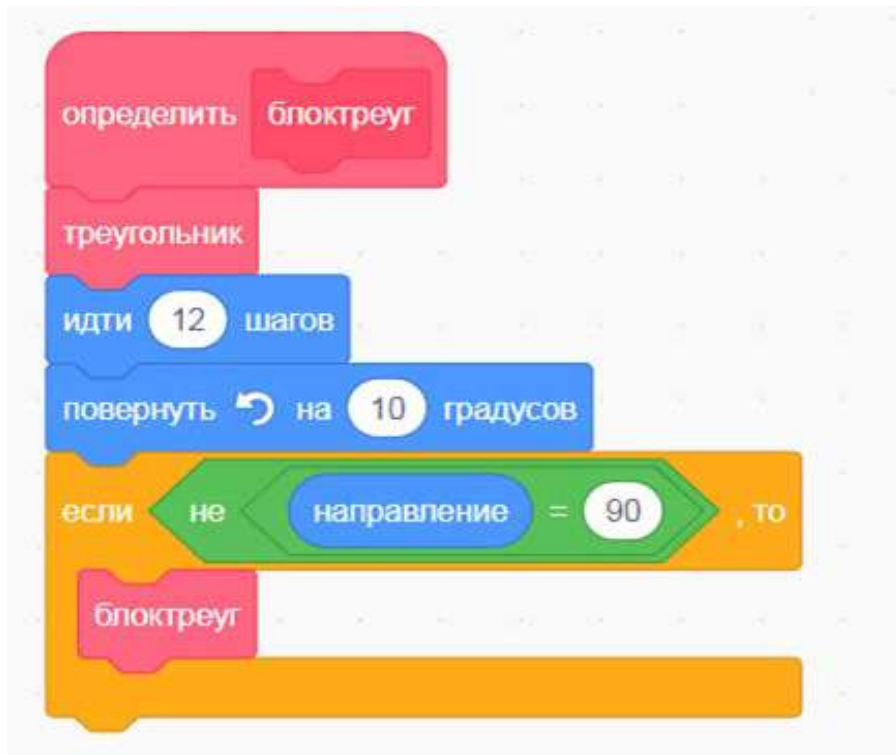 определить блоктреуг
треугольник
идти 12 шагов
повернуть на 10 градусов
если не направление = 90 , то
блоктреуг